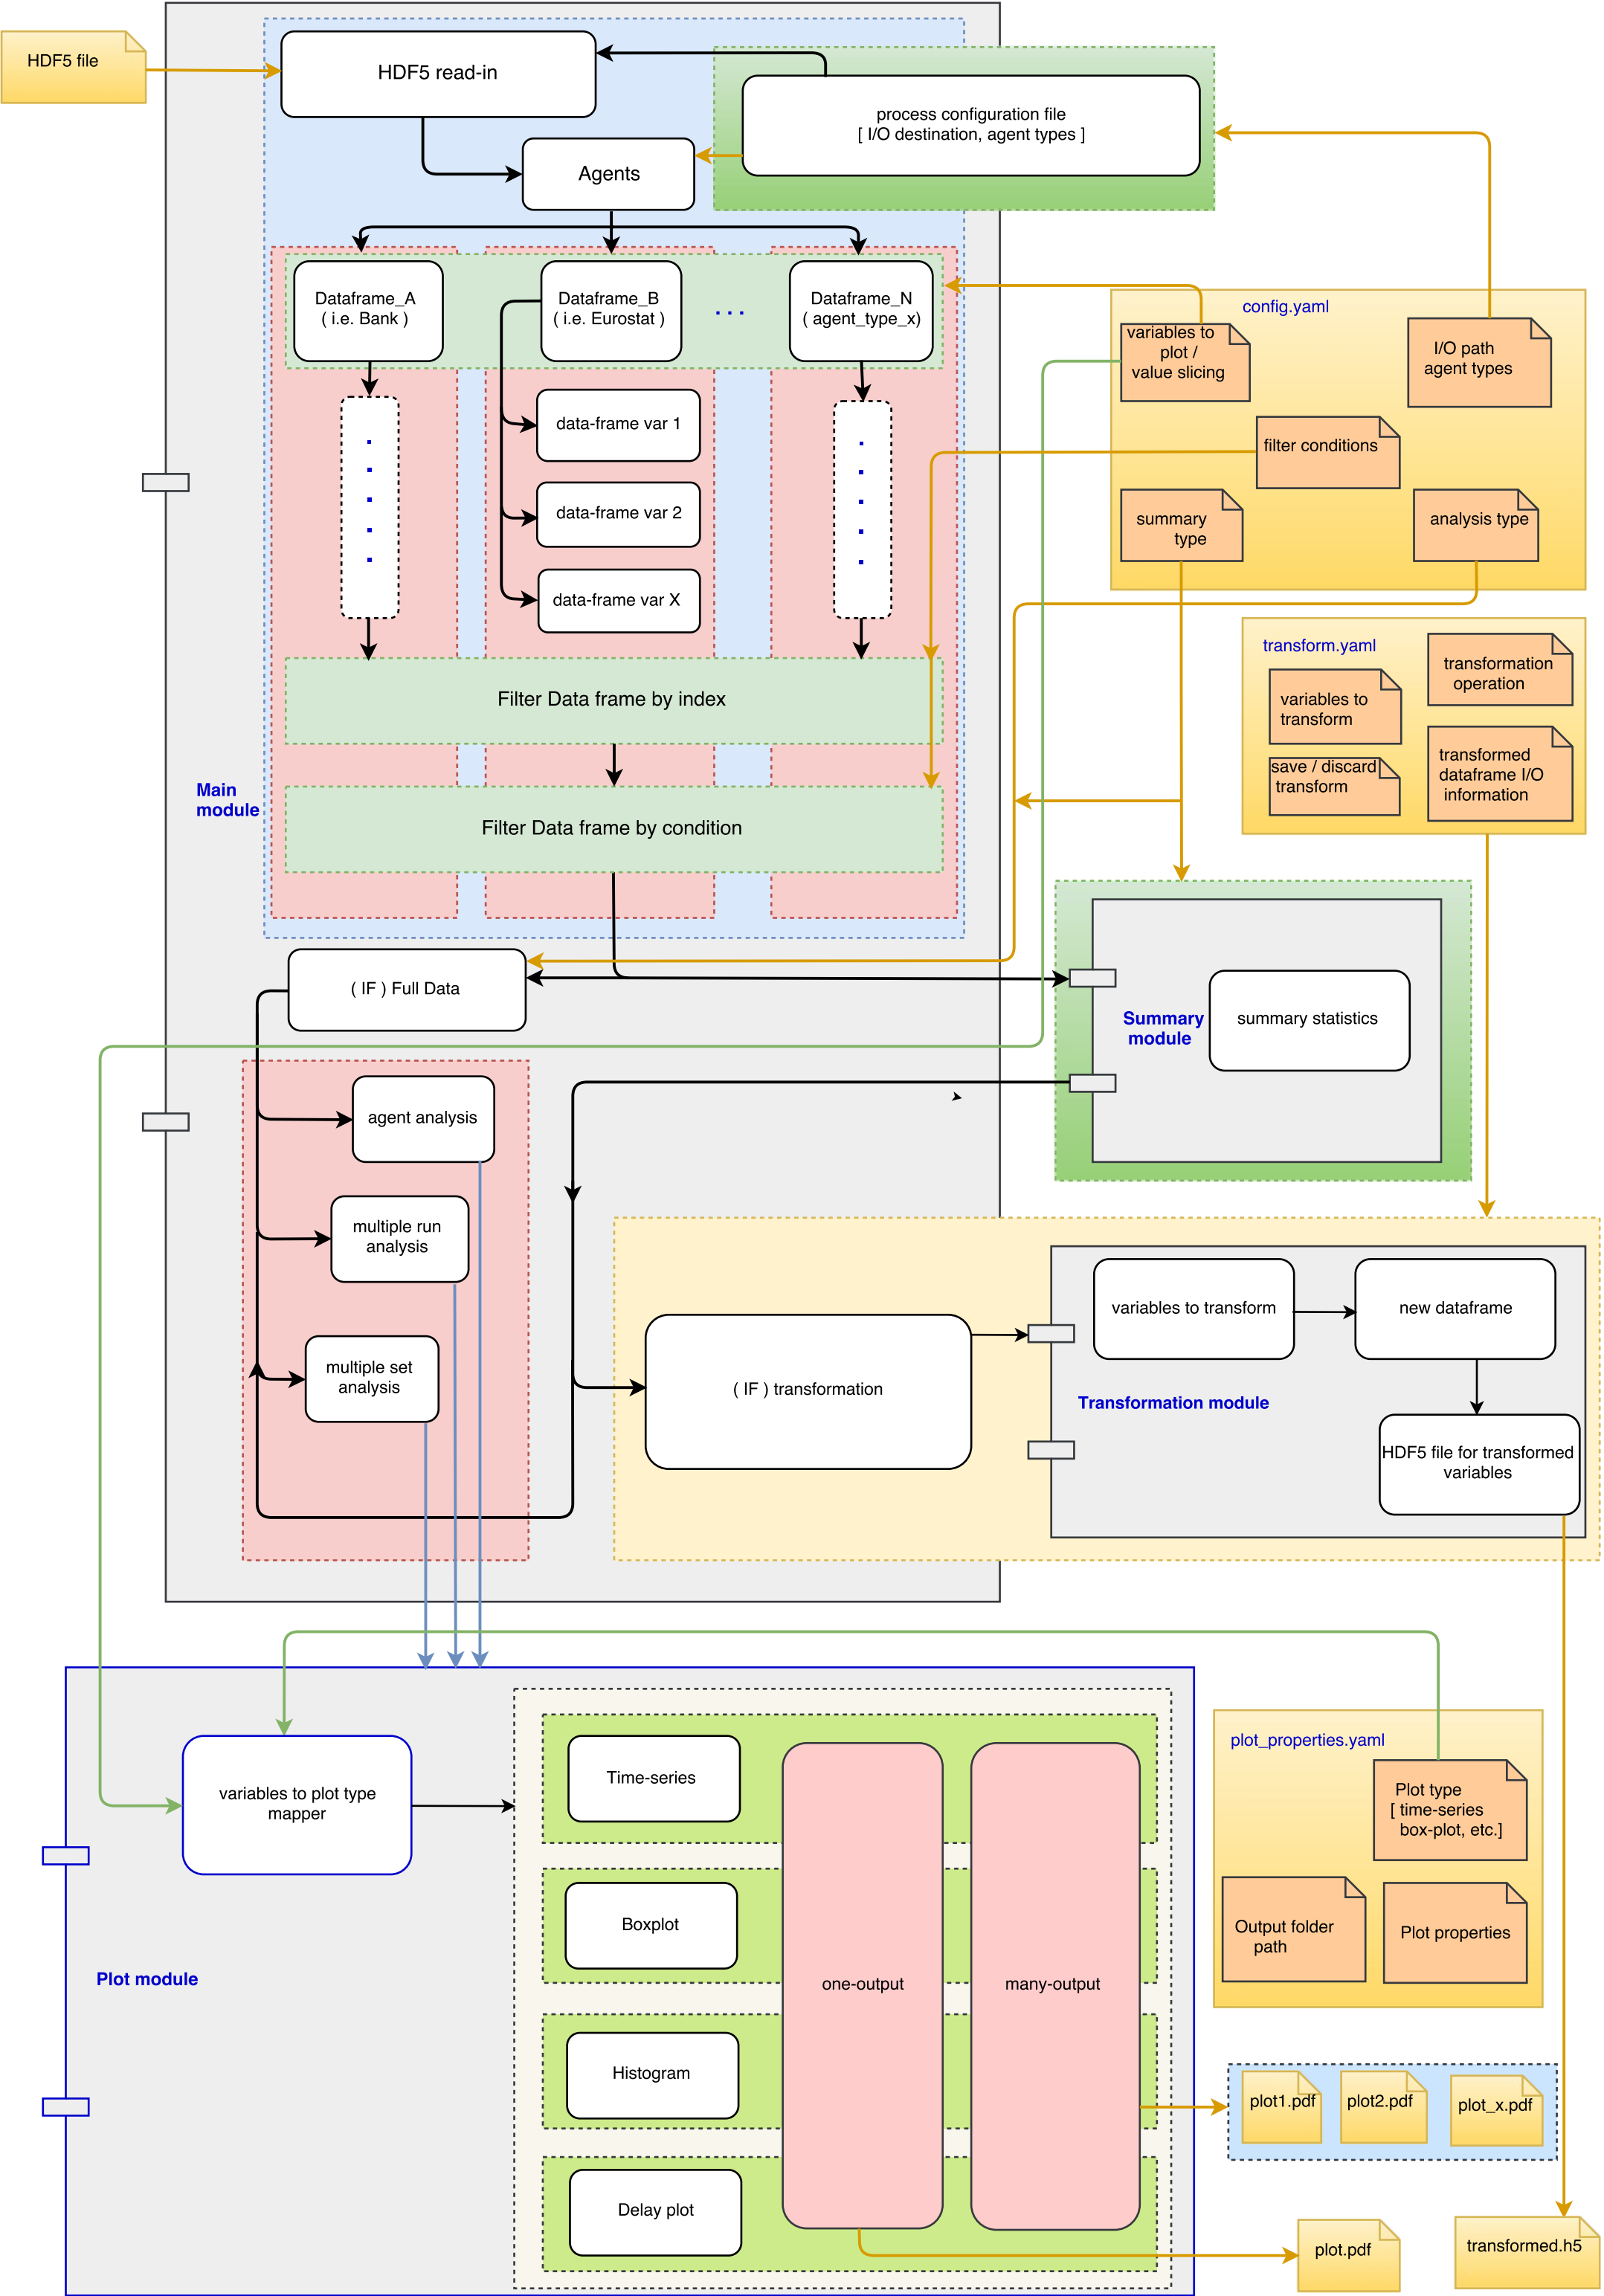 HDF5 file
HDF5 read-in
process configuration file
[ I/O destination, agent types ]
Agents
Dataframe_A
( i.e. Bank )
Dataframe_B
( i.e. Eurostat )
. . .
Dataframe_N
( agent_type_x)
config.yaml
variables to
plot /
value slicing
I/O path
agent types
filter conditions
summary
type
analysis type
data-frame var 1
data-frame var 2
data-frame var X
transform.yaml
transformation
operation
variables to
transform
save / discard
transform
transformed
dataframe I/O
information
Filter Data frame by index
Main
module
Filter Data frame by condition
( IF ) Full Data
Summary
module
summary statistics
agent analysis
multiple run
analysis
multiple set
analysis
( IF ) transformation
variables to transform
new dataframe
Transformation module
HDF5 file for transformed
variables
variables to plot type
mapper
Plot module
Time-series
Boxplot
Histogram
Delay plot
one-output
many-output
plot_properties.yaml
Plot type
[ time-series
box-plot, etc.]
Output folder
path
Plot properties
plot1.pdf
plot2.pdf
plot_x.pdf
plot.pdf
transformed.h5